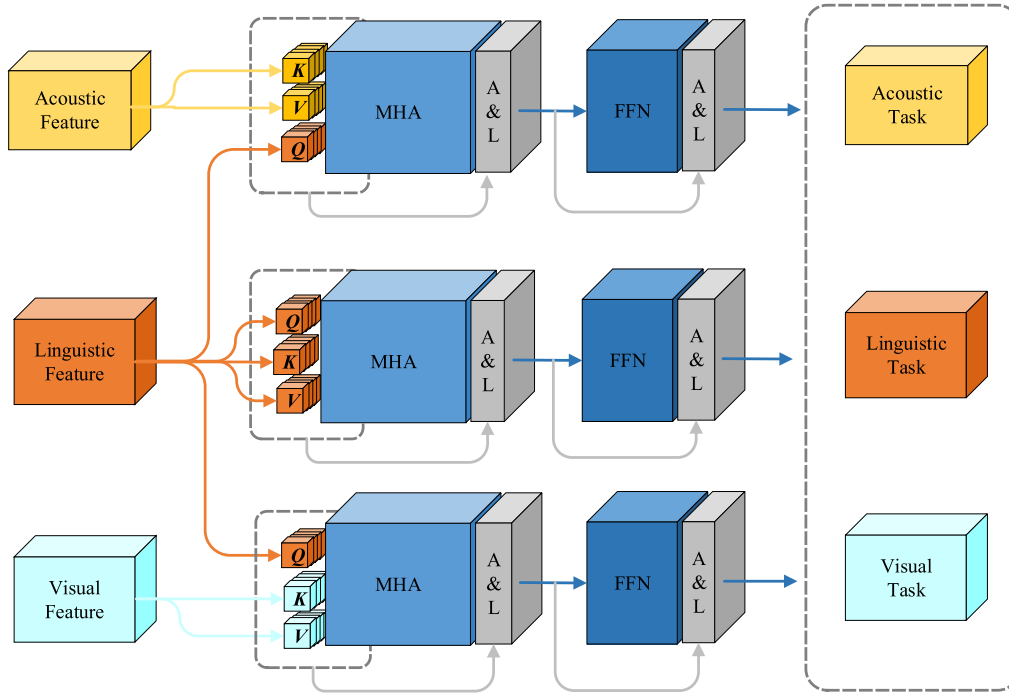 Acoustic
Feature
K
V
Q
MHA
A
&
L
FFN
A
&
L
Acoustic
Task
Linguistic
Feature
Q
K
V
MHA
A
&
L
FFN
A
&
L
Linguistic
Task
Visual
Feature
Q
K
V
MHA
A
&
L
FFN
A
&
L
Visual
Task